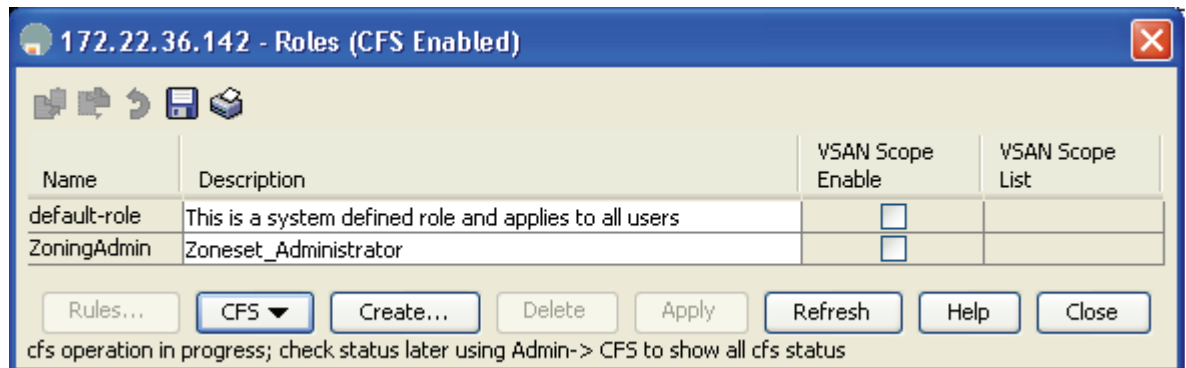 172.22.36.142 - Roles (CFS Enabled)
Name Description VSAN Scope Enable VSAN Scope List
default-role This is a system defined role and applies to all users
ZoningAdmin Zoneset_Administrator
Rules... CFS Create... Delete Apply Refresh Help Close
cfs operation in progress; check status later using Admin-> CFS to show all cfs status